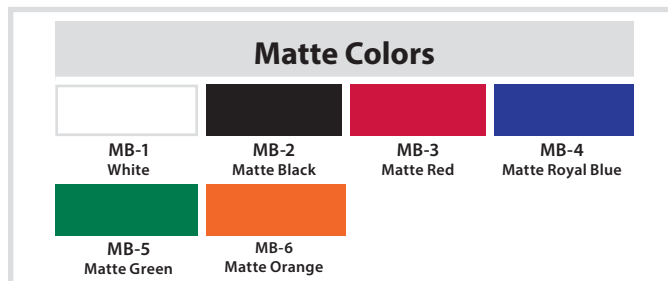 Matte Colors
MB-1
White
MB-2
Matte Black
MB-3
Matte Red
MB-4
Matte Royal Blue
MB-5
Matte Green
MB-6
Matte Orange